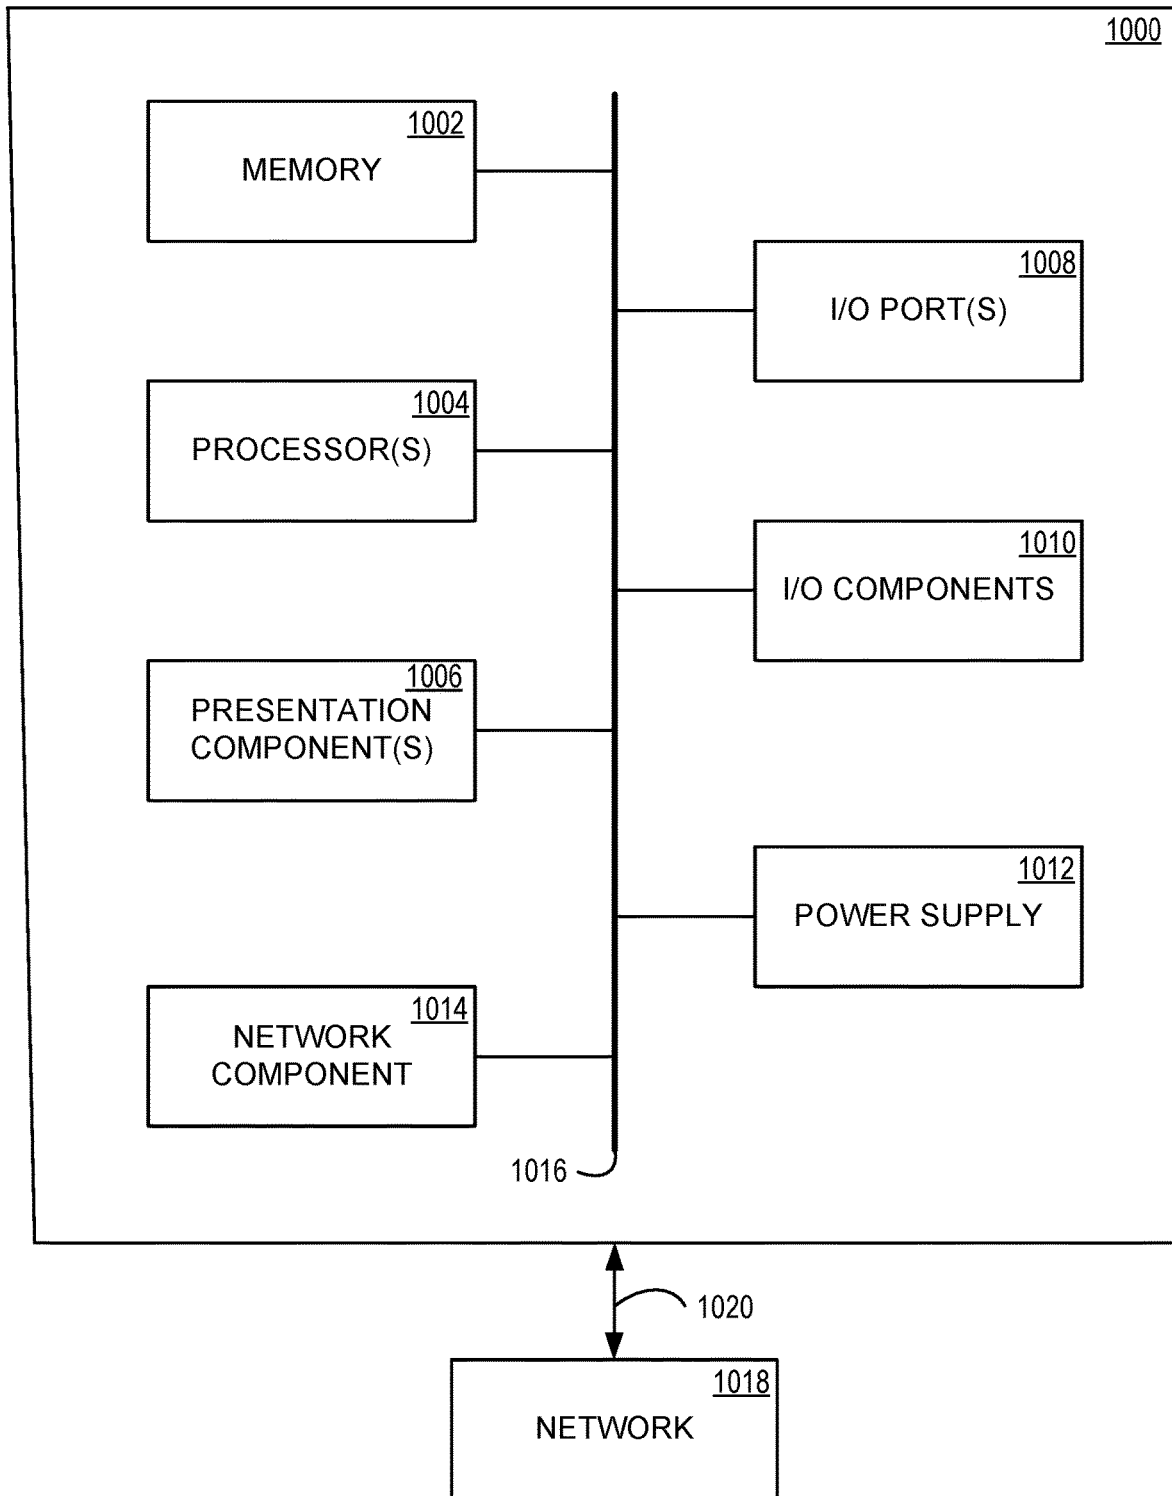 1000
1002
MEMORY
1008
I/O PORT(S)
1004
PROCESSOR(S)
1010
I/O COMPONENTS
1006
PRESENTATION
COMPONENT(S)
1012
POWER SUPPLY
1014
NETWORK
COMPONENT
1016
1020
1018
NETWORK